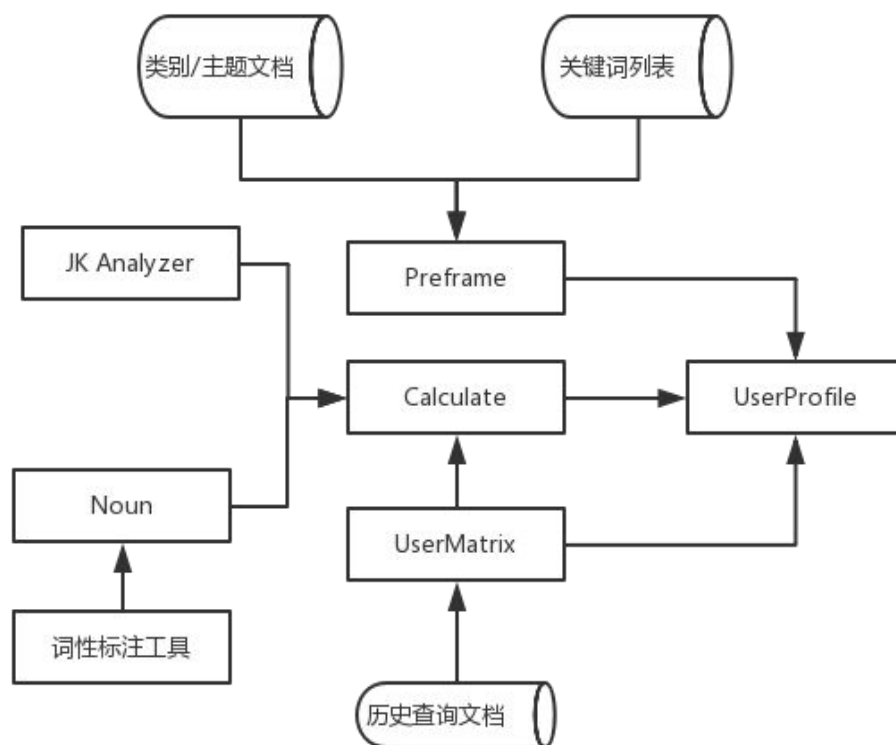 类别/主题文档
关键词列表
JK Analyzer
Preframe
Calculate
UserProfile
Noun
UserMatrix
词性标注工具
历史查询文档